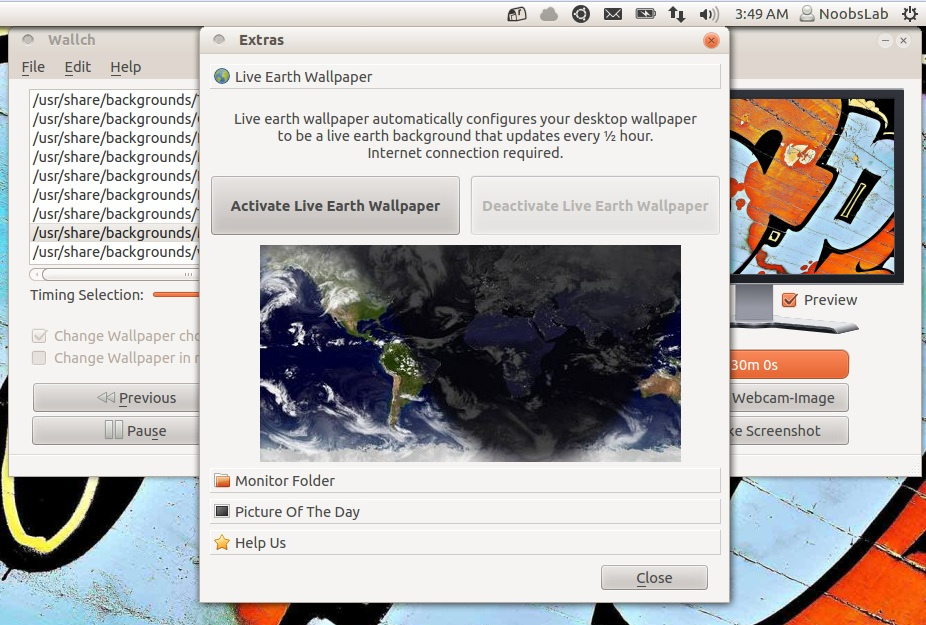 3:49 AM NoobsLab
Wallch
File Edit Help
/usr/share/backgrounds/
/usr/share/backgrounds/
/usr/share/backgrounds/
/usr/share/backgrounds/
/usr/share/backgrounds/
/usr/share/backgrounds/
/usr/share/backgrounds/
/usr/share/backgrounds/
/usr/share/backgrounds/
Timing Selection:
Change Wallpaper
Change Wallpaper in
Previous
Pause
Extras
Live Earth Wallpaper
Live earth wallpaper automatically configures your desktop wallpaper
to be a live earth background that updates every ½ hour.
Internet connection required.
Activate Live Earth Wallpaper
Deactivate Live Earth Wallpaper
Monitor Folder
Picture Of The Day
Help Us
Close
Preview
30m 0s
Webcam-Image
ke Screenshot